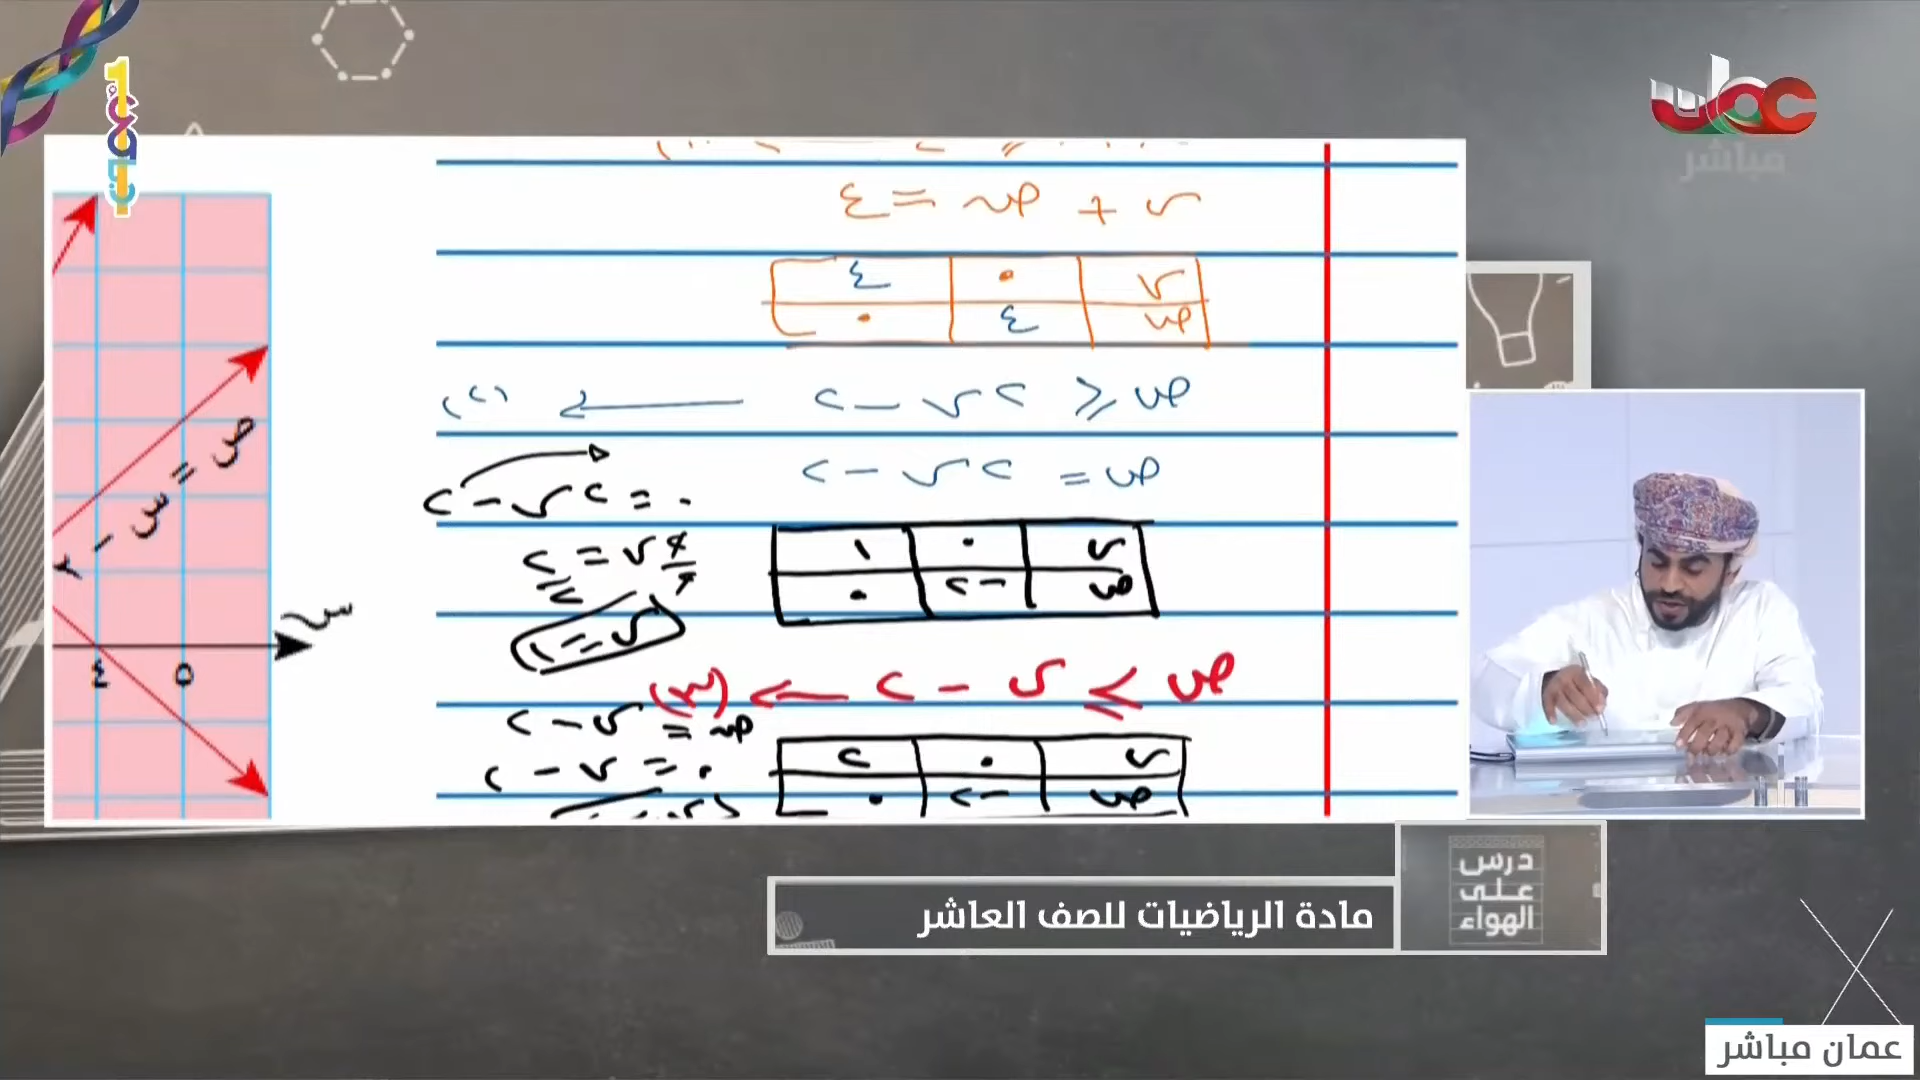 عمان
مباشر
س + ص = ٤
س ٠ ٤
ص ٤ ٠
ص ≤ ٢س - ٢ ← (٢)
ص = ٢س - ٢
٠ = ٢س - ٢
س ٠ ١
ص -٢ ٠
٢س = ٢
س = ١
ص ≥ س - ٢ ← (٣)
ص = س - ٢
٠ = س - ٢
س ٠ ٢
ص -٢ ٠
ص = س - ٢
س
٤ ٥
درس
على
الهواء
مادة الرياضيات للصف العاشر
عمان مباشر